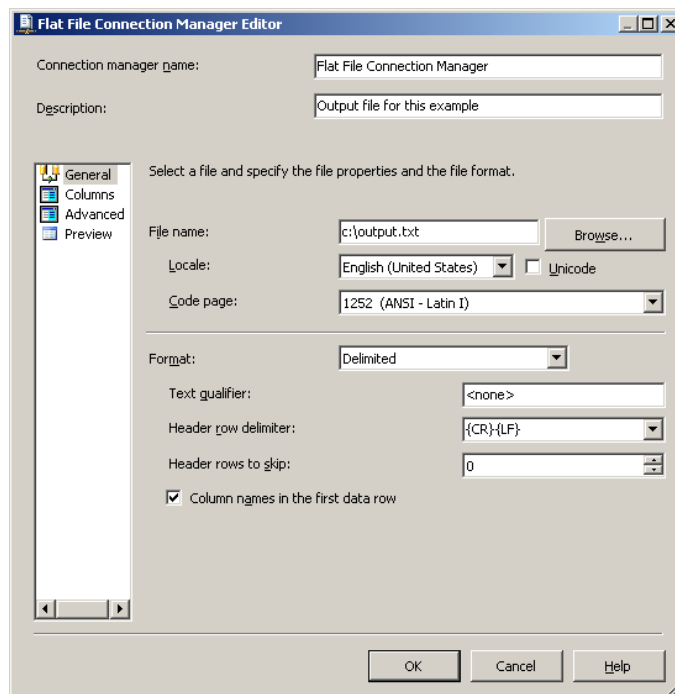 Flat File Connection Manager Editor
Connection manager name: Flat File Connection Manager
Description: Output file for this example
General
Columns
Advanced
Preview
Select a file and specify the file properties and the file format.
File name: c:\output.txt Browse...
Locale: English (United States) Unicode
Code page: 1252 (ANSI - Latin I)
Format: Delimited
Text qualifier: <none>
Header row delimiter: {CR}{LF}
Header rows to skip: 0
Column names in the first data row
OK Cancel Help